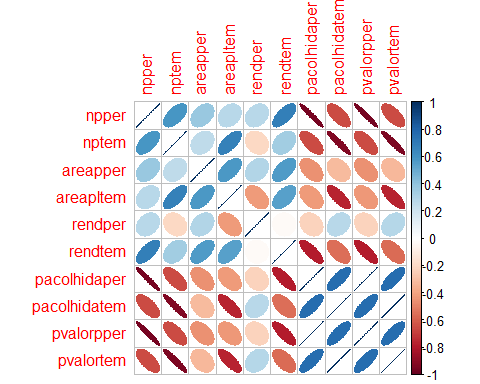 npper
nptem
areapper
areapltem
rendper
rendtem
pacolhidaper
pacolhidatem
pvalorpper
pvalortem
npper
nptem
areapper
areapltem
rendper
rendtem
pacolhidaper
pacolhidatem
pvalorpper
pvalortem
1
0.8
0.6
0.4
0.2
0
-0.2
-0.4
-0.6
-0.8
-1